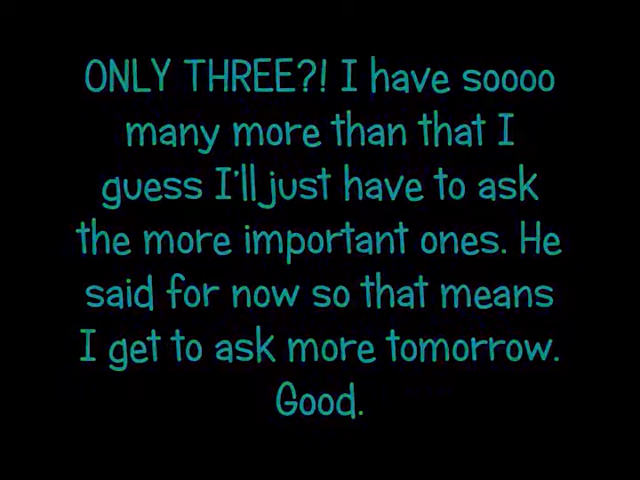 ONLY THREE?! I have soooo
many more than that I
guess I'll just have to ask
the more important ones. He
said for now so that means
I get to ask more tomorrow.
Good.